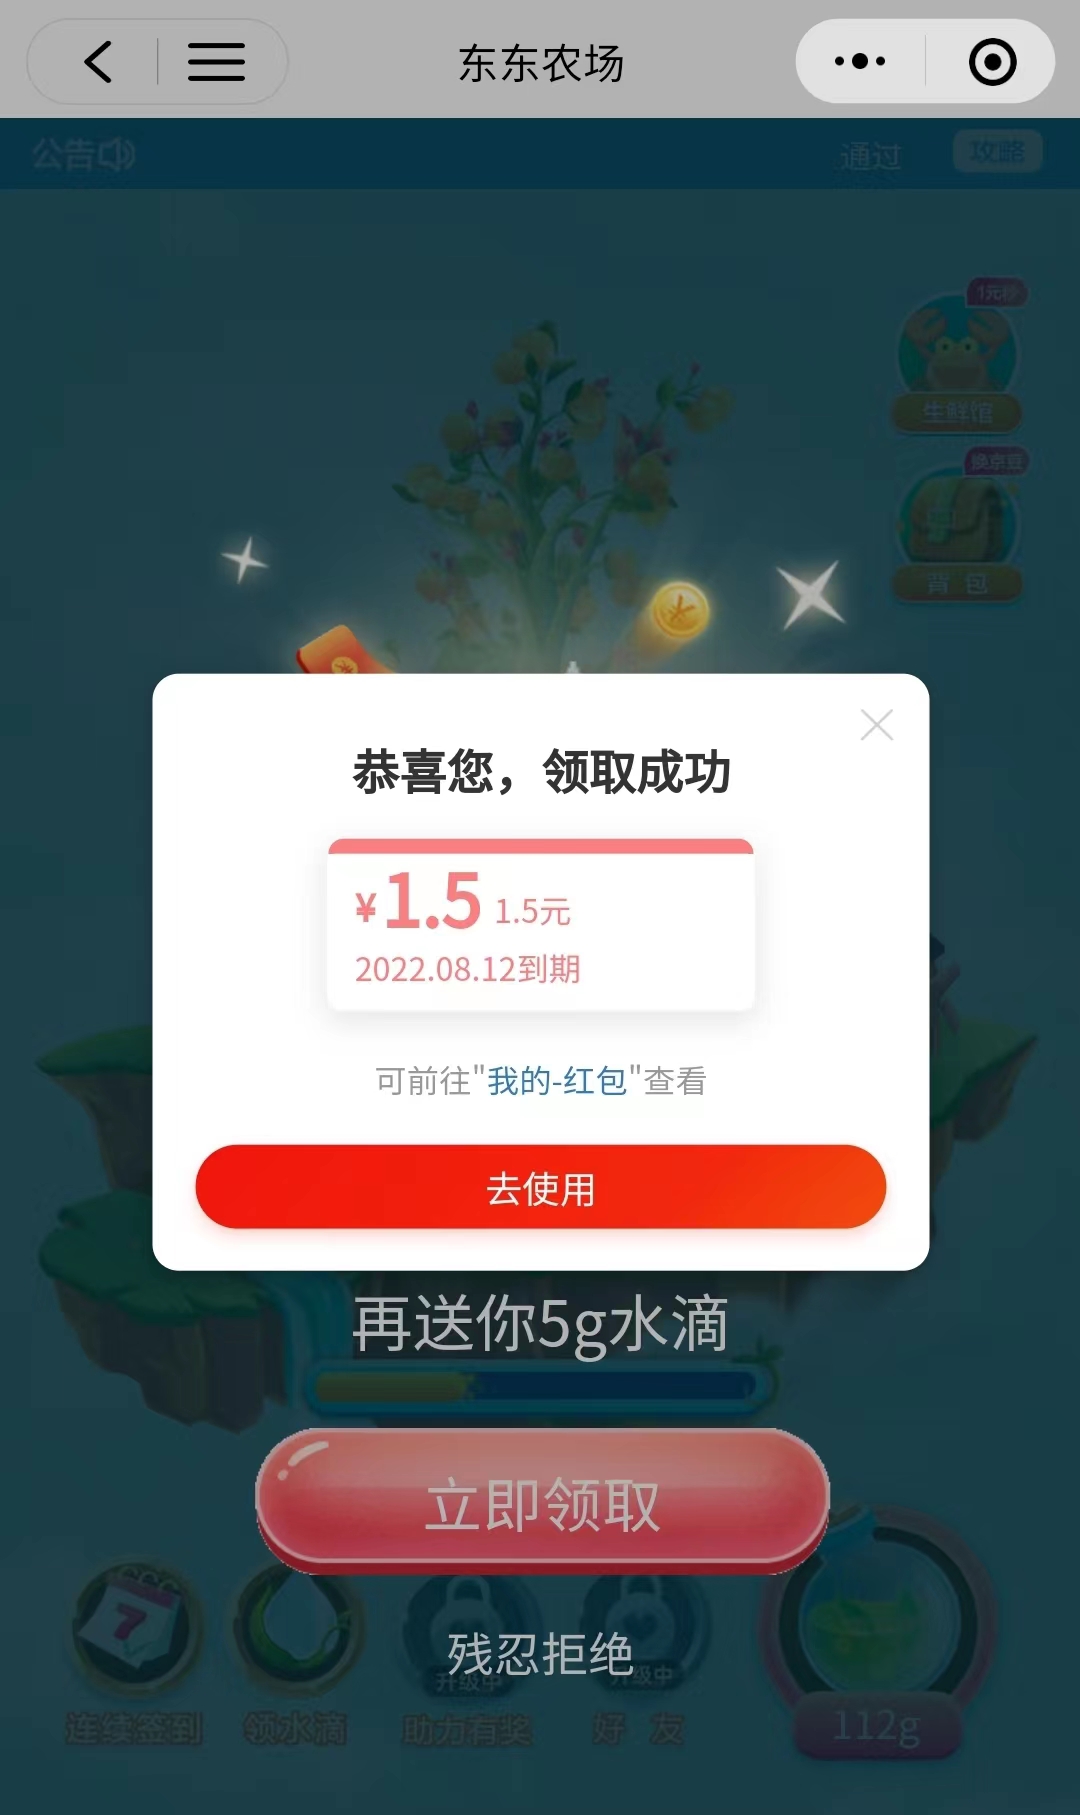 东东农场
公告
通过
攻略
1元秒
生鲜馆
换京豆
背包
恭喜您，领取成功
¥1.5 1.5元
2022.08.12到期
可前往"我的-红包"查看
去使用
再送你5g水滴
立即领取
7
残忍拒绝
升级中
升级中
连续签到
领水滴
助力有奖
好友
112g